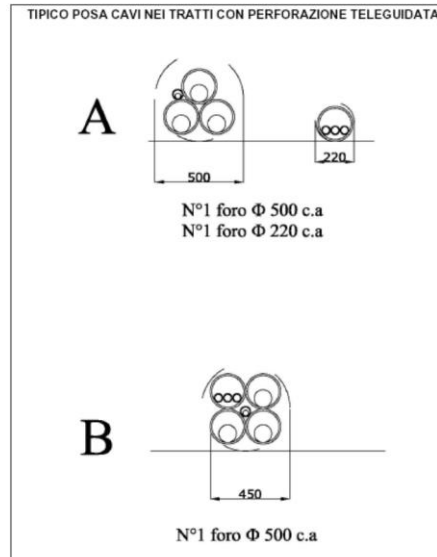 TIPICO POSA CAVI NEI TRATTI CON PERFORAZIONE TELEGUIDATA
A
500
220
N°1 foro Φ 500 c.a
N°1 foro Φ 220 c.a
B
450
N°1 foro Φ 500 c.a